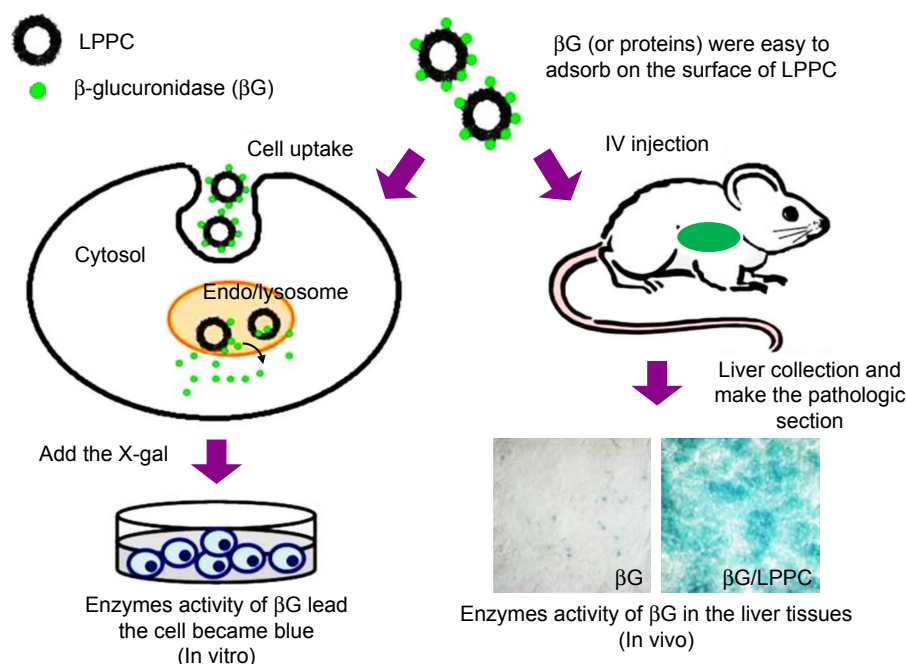 LPPC
β-glucuronidase (βG)
βG (or proteins) were easy to
adsorb on the surface of LPPC
Cell uptake
IV injection
Cytosol
Endo/lysosome
Liver collection and
make the pathologic
section
Add the X-gal
βG
βG/LPPC
Enzymes activity of βG lead
the cell became blue
(In vitro)
Enzymes activity of βG in the liver tissues
(In vivo)